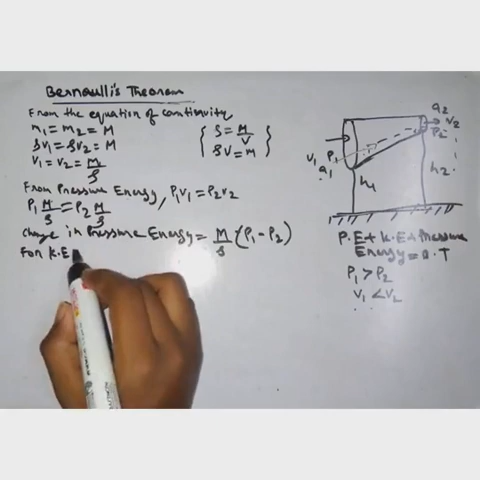 Bernoulli's Theorem
From the equation of continuity
m₁ = m₂ = M
ρV₁ = ρV₂ = M
V₁ = V₂ = M/ρ
{ ρ = M/V
ρV = M }
From Pressure Energy, P₁V₁ = P₂V₂
P₁ M/ρ = P₂ M/ρ
Change in Pressure Energy = M/ρ (P₁ - P₂)
For K.E
a₂
v₂
P₂
v₁ P₁
a₁
h₁
h₂
P.E + K.E + Pressure
Energy =
P₁ > P₂
V₁ < V₂